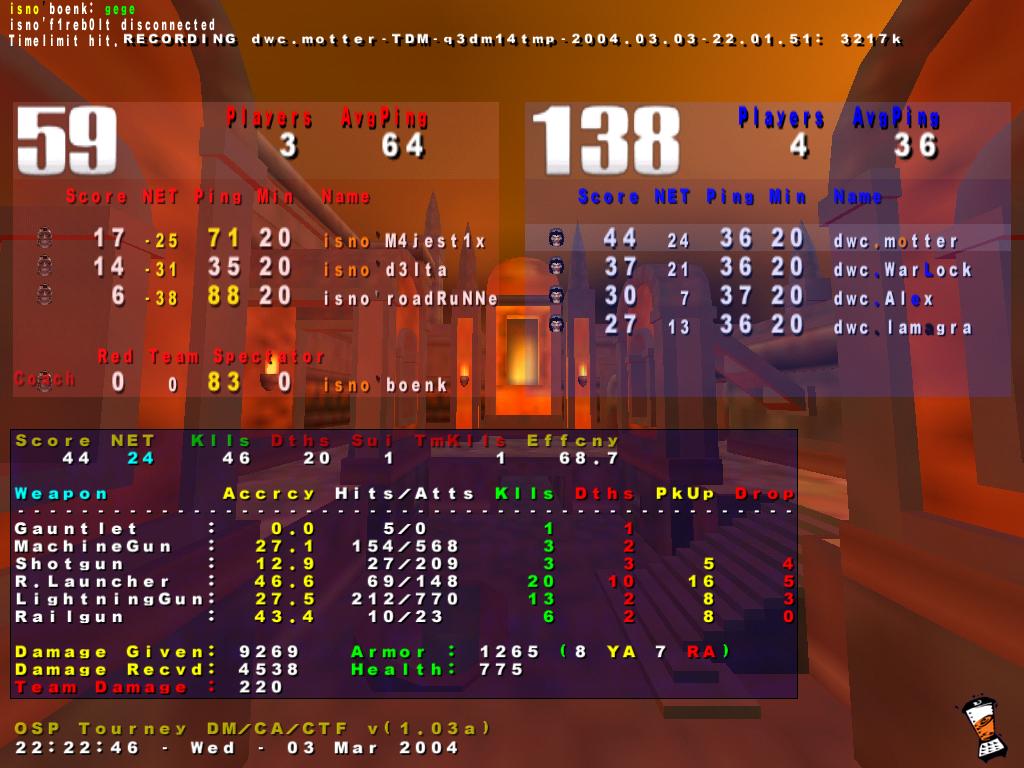 isno'boenk: gege
isno'f1reb0lt disconnected
Timelimit hit.
RECORDING dwc.motter-TDM-q3dm14tmp-2004.03.03-22.01.51: 3217k
59 Players AvgPing
3 64
Score NET Ping Min Name
17 -25 71 20 isno'M4jest1x
14 -31 35 20 isno'd3lta
6 -38 88 20 isno'roadRuNNe
Red Team Spectator
Coach 0 0 83 0 isno'boenk
138 Players AvgPing
4 36
Score NET Ping Min Name
44 24 36 20 dwc.motter
37 21 36 20 dwc.WarLock
30 7 37 20 dwc.Alex
27 13 36 20 dwc.lamagra
Score NET Klls Dths Sui TmKlls Effcny
44 24 46 20 1 1 68.7
Weapon Accrcy Hits/Atts Klls Dths PkUp Drop
Gauntlet : 0.0 5/0 1 1
MachineGun : 27.1 154/568 3 2
Shotgun : 12.9 27/209 3 3 5 4
R.Launcher : 46.6 69/148 20 10 16 5
LightningGun: 27.5 212/770 13 2 8 3
Railgun : 43.4 10/23 6 2 8 0
Damage Given: 9269 Armor : 1265 (8 YA 7 RA)
Damage Recvd: 4538 Health: 775
Team Damage : 220
OSP Tourney DM/CA/CTF v(1.03a)
22:22:46 - Wed - 03 Mar 2004